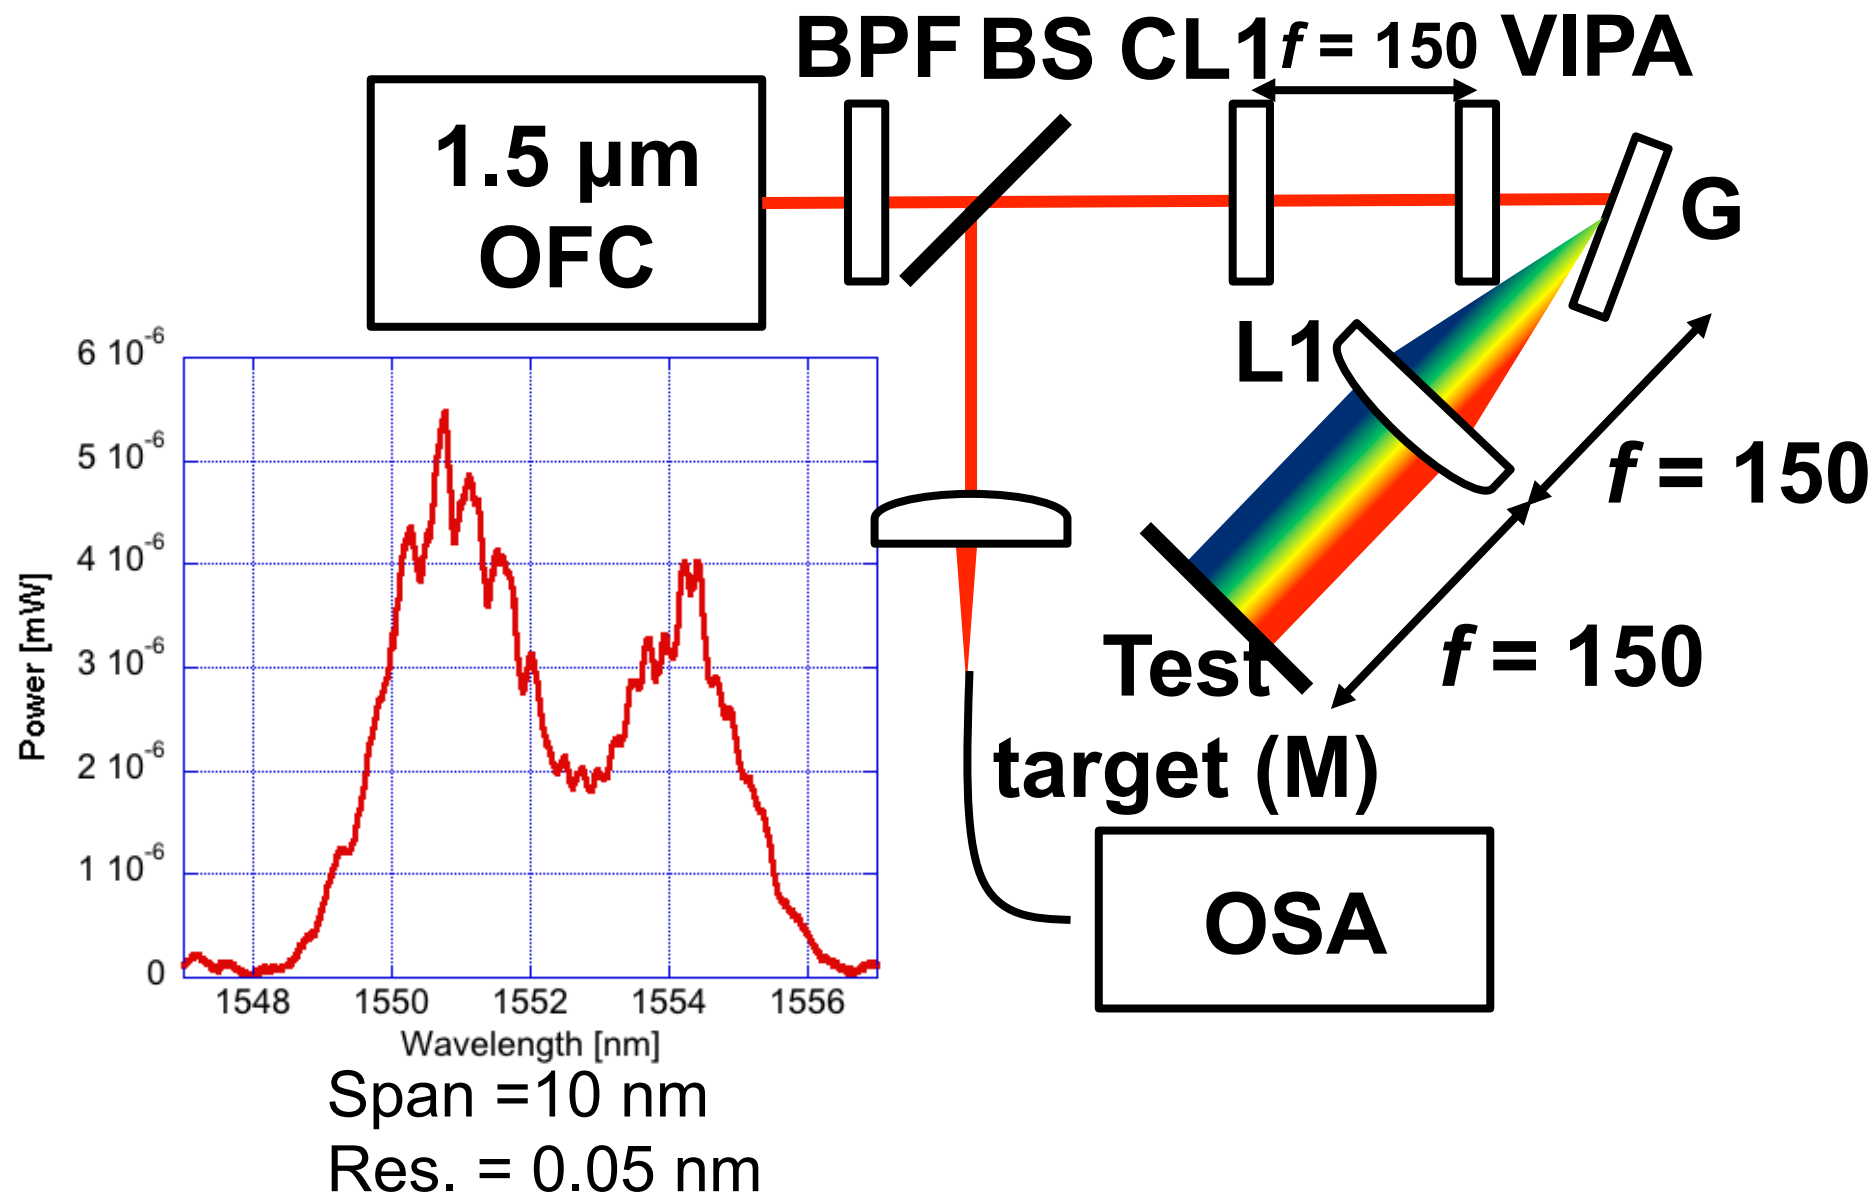 BPF BS CL1 f = 150 VIPA
1.5 µm
OFC
G
L1
f = 150
f = 150
Test
target (M)
OSA
6 10-6
5 10-6
4 10-6
3 10-6
2 10-6
1 10-6
0
Power [mW]
1548 1550 1552 1554 1556
Wavelength [nm]
Span =10 nm
Res. = 0.05 nm